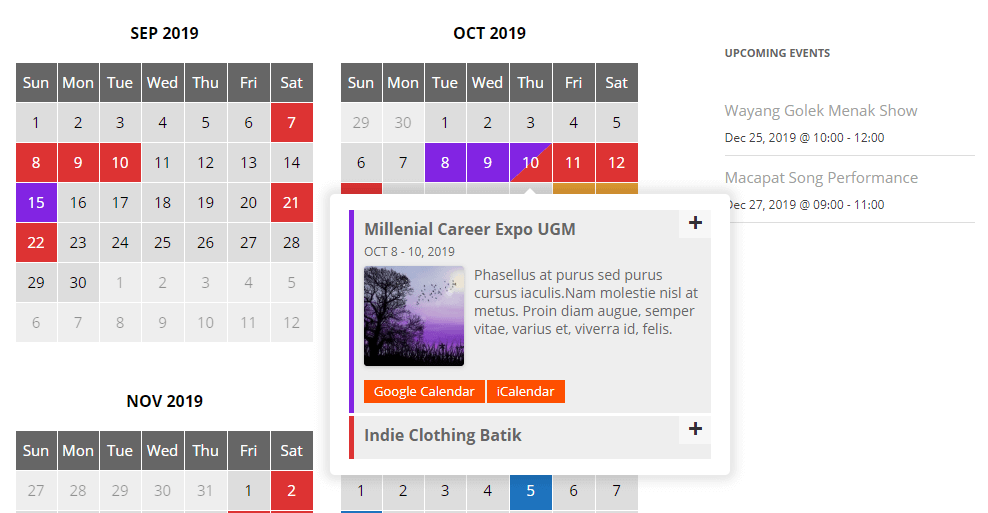 SEP 2019
Sun Mon Tue Wed Thu Fri Sat
1 2 3 4 5 6 7
8 9 10 11 12 13 14
15 16 17 18 19 20 21
22 23 24 25 26 27 28
29 30 1 2 3 4 5
6 7 8 9 10 11 12
OCT 2019
Sun Mon Tue Wed Thu Fri Sat
29 30 1 2 3 4 5
6 7 8 9 10 11 12
Millenial Career Expo UGM
+
OCT 8 - 10, 2019
Phasellus at purus sed purus
cursus iaculis.Nam molestie nisl at
metus. Proin diam augue, semper
vitae, varius et, viverra id, felis.
Google Calendar iCalendar
Indie Clothing Batik
+
NOV 2019
Sun Mon Tue Wed Thu Fri Sat
27 28 29 30 31 1 2
1 2 3 4 5 6 7
UPCOMING EVENTS
Wayang Golek Menak Show
Dec 25, 2019 @ 10:00 - 12:00
Macapat Song Performance
Dec 27, 2019 @ 09:00 - 11:00